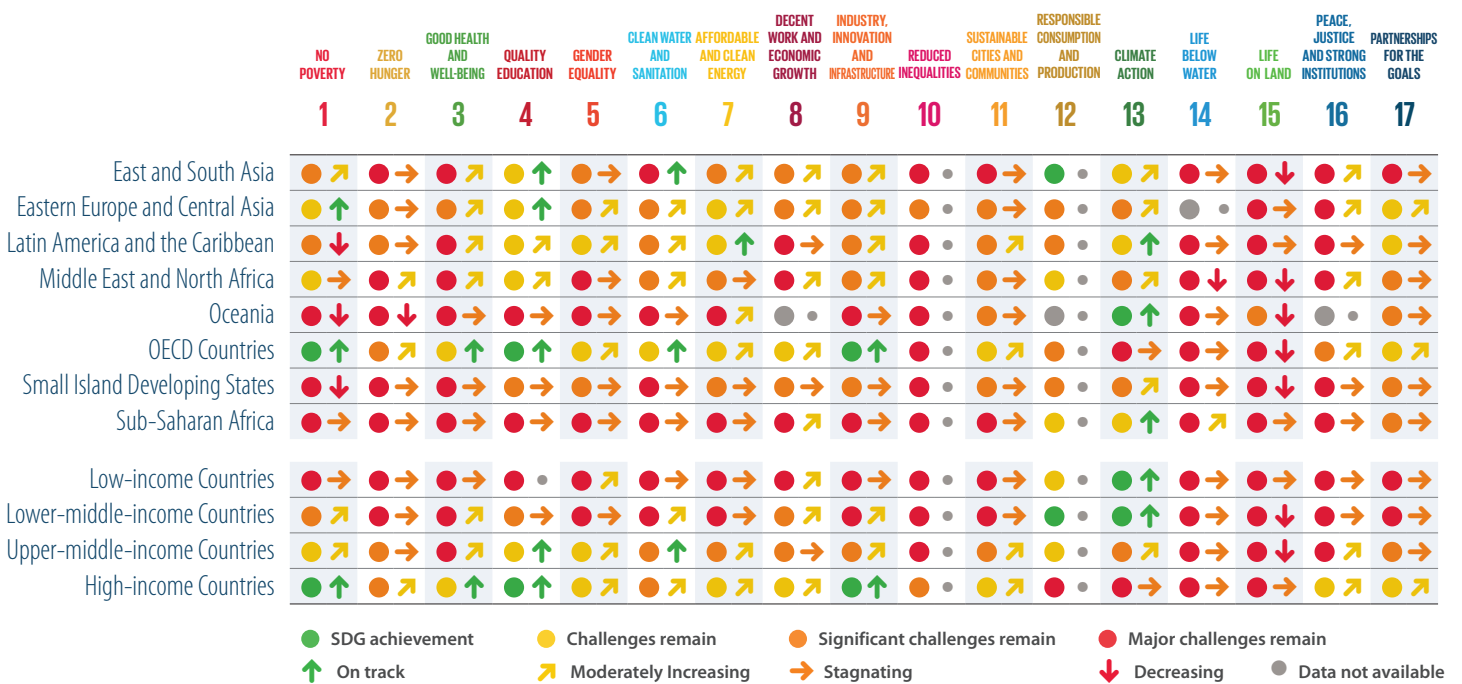 NO POVERTY
ZERO HUNGER
GOOD HEALTH AND WELL-BEING
QUALITY EDUCATION
GENDER EQUALITY
CLEAN WATER AND SANITATION
AFFORDABLE AND CLEAN ENERGY
DECENT WORK AND ECONOMIC GROWTH
INDUSTRY, INNOVATION AND INFRASTRUCTURE
REDUCED INEQUALITIES
SUSTAINABLE CITIES AND COMMUNITIES
RESPONSIBLE CONSUMPTION AND PRODUCTION
CLIMATE ACTION
LIFE BELOW WATER
LIFE ON LAND
PEACE, JUSTICE AND STRONG INSTITUTIONS
PARTNERSHIPS FOR THE GOALS
1 2 3 4 5 6 7 8 9 10 11 12 13 14 15 16 17
East and South Asia
Eastern Europe and Central Asia
Latin America and the Caribbean
Middle East and North Africa
Oceania
OECD Countries
Small Island Developing States
Sub-Saharan Africa
Low-income Countries
Lower-middle-income Countries
Upper-middle-income Countries
High-income Countries
SDG achievement Challenges remain Significant challenges remain Major challenges remain
On track Moderately Increasing Stagnating Decreasing Data not available